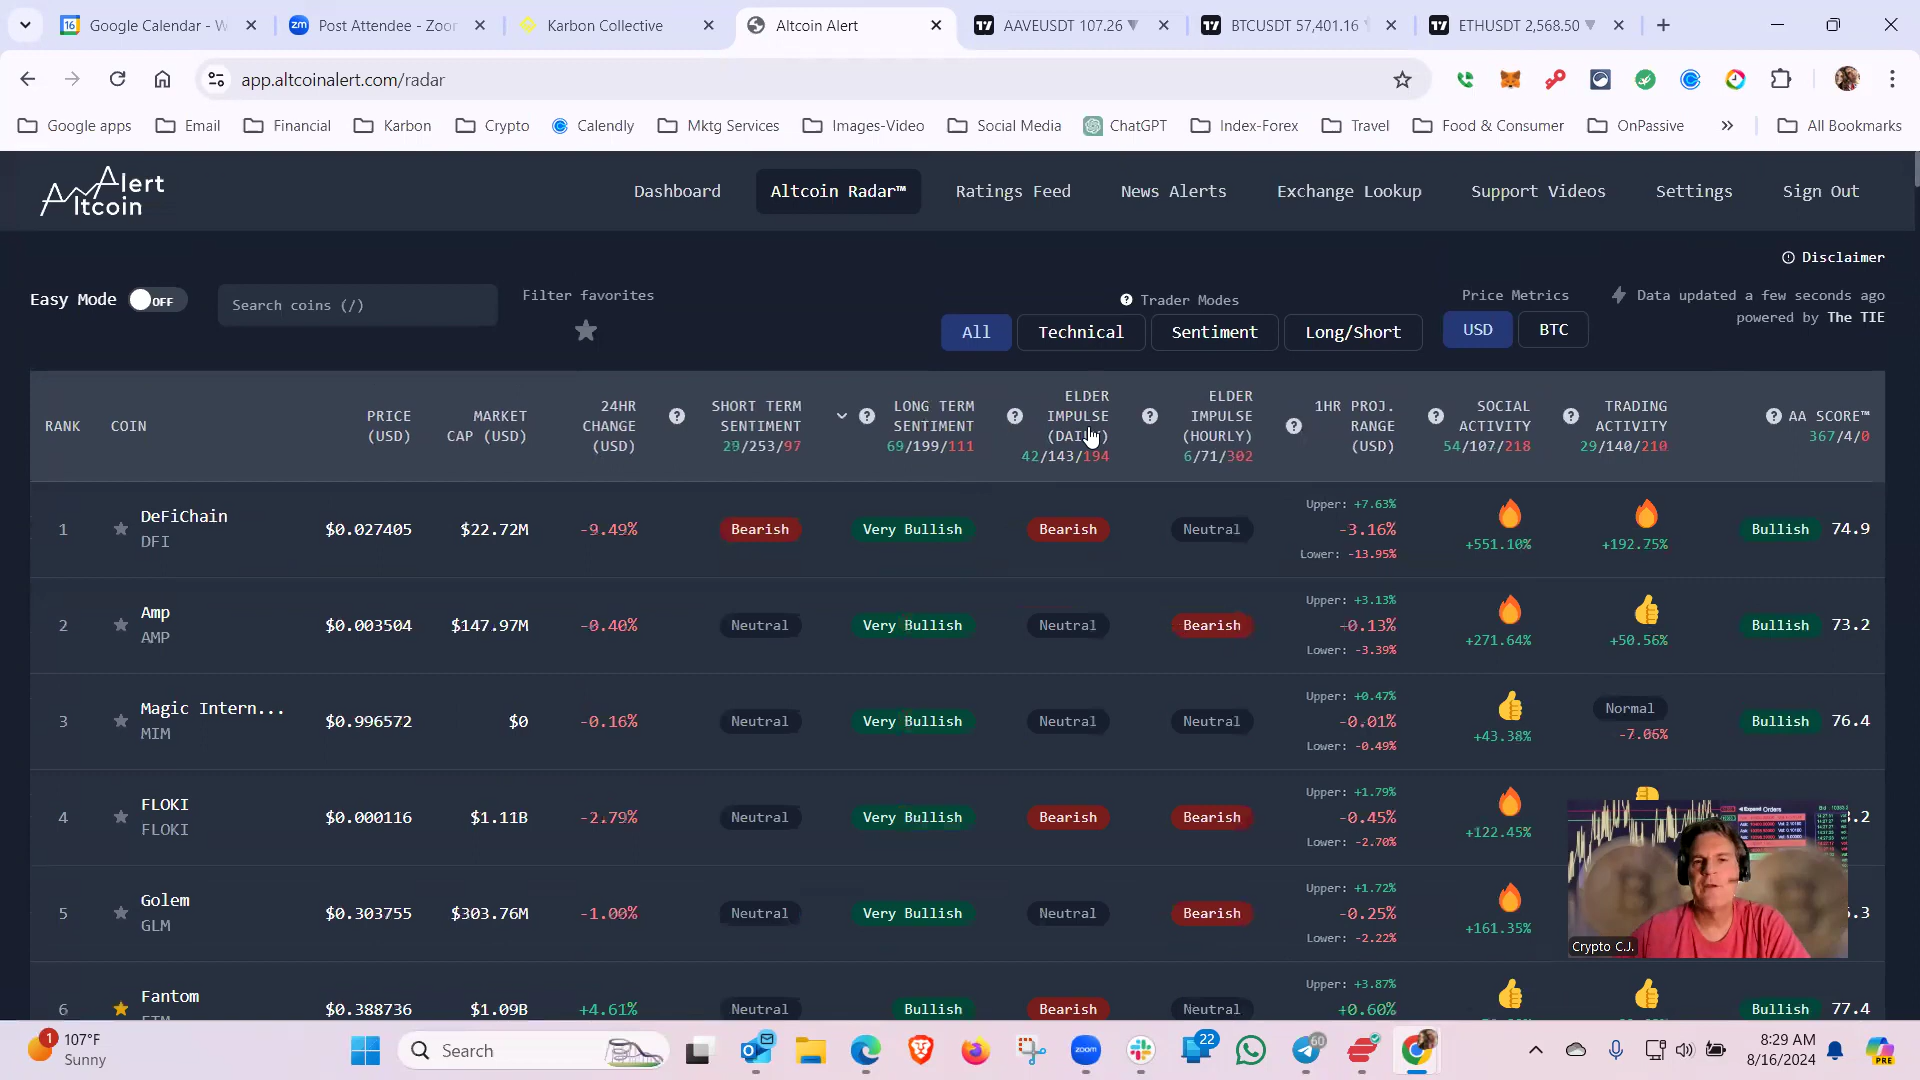 Google Calendar - W
Post Attendee - Zoom
Karbon Collective
Altcoin Alert
AAVEUSDT 107.26 ▼
BTCUSDT 57,401.16
ETHUSDT 2,568.50 ▼
app.altcoinalert.com/radar
Google apps
Email
Financial
Karbon
Crypto
Calendly
Mktg Services
Images-Video
Social Media
ChatGPT
Index-Forex
Travel
Food & Consumer
OnPassive
All Bookmarks
Altcoin Alert
Dashboard
Altcoin Radar™
Ratings Feed
News Alerts
Exchange Lookup
Support Videos
Settings
Sign Out
Disclaimer
Easy Mode OFF
Search coins (/)
Filter favorites
Trader Modes
All
Technical
Sentiment
Long/Short
Price Metrics
USD
BTC
Data updated a few seconds ago
powered by The TIE
RANK
COIN
PRICE
(USD)
MARKET
CAP (USD)
24HR
CHANGE
(USD)
SHORT TERM
SENTIMENT
29/253/97
LONG TERM
SENTIMENT
69/199/111
ELDER
IMPULSE
(DAILY)
42/143/194
ELDER
IMPULSE
(HOURLY)
6/71/302
1HR PROJ.
RANGE
(USD)
SOCIAL
ACTIVITY
54/107/218
TRADING
ACTIVITY
29/140/210
AA SCORE™
367/4/0
1
DeFiChain
DFI
$0.027405
$22.72M
-9.49%
Bearish
Very Bullish
Bearish
Neutral
Upper: +7.63%
-3.16%
Lower: -13.95%
+551.10%
+192.75%
Bullish 74.9
2
Amp
AMP
$0.003504
$147.97M
-0.40%
Neutral
Very Bullish
Neutral
Bearish
Upper: +3.13%
-0.13%
Lower: -3.39%
+271.64%
+50.56%
Bullish 73.2
3
Magic Intern...
MIM
$0.996572
$0
-0.16%
Neutral
Very Bullish
Neutral
Neutral
Upper: +0.47%
-0.01%
Lower: -0.49%
+43.38%
Normal
-7.06%
Bullish 76.4
4
FLOKI
FLOKI
$0.000116
$1.11B
-2.79%
Neutral
Very Bullish
Bearish
Bearish
Upper: +1.79%
-0.45%
Lower: -2.70%
+122.45%
5
Golem
GLM
$0.303755
$303.76M
-1.00%
Neutral
Very Bullish
Neutral
Bearish
Upper: +1.72%
-0.25%
Lower: -2.22%
+161.35%
6
Fantom
$0.388736
$1.09B
+4.61%
Neutral
Bullish
Bearish
Neutral
Upper: +3.87%
+0.60%
Bullish 77.4
Expand Orders
Crypto C.J.
1
107°F
Sunny
Search
zoom
22
60
8:29 AM
8/16/2024
PRE